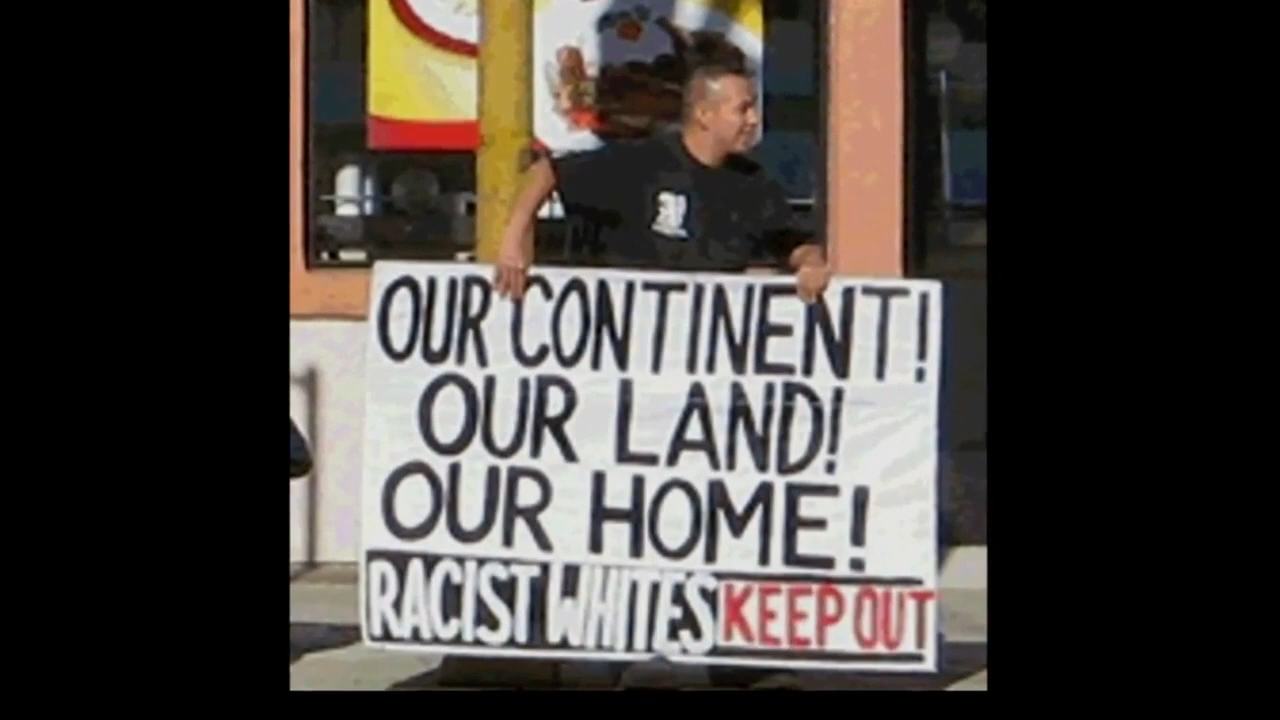 OUR CONTINENT!
OUR LAND!
OUR HOME!
RACIST WHITES KEEP OUT